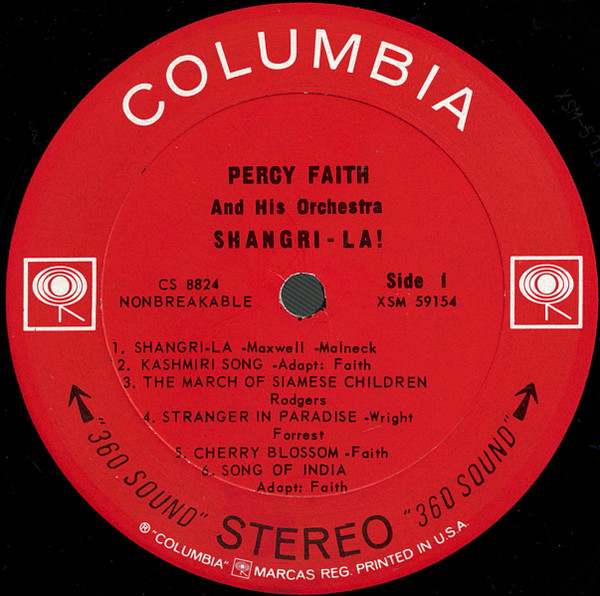 COLUMBIA
PERCY FAITH
And His Orchestra
SHANGRI-LA!
CS 8824
NONBREAKABLE
Side 1
XSM 59154
1. SHANGRI-LA -Maxwell -Malneck
2. KASHMIRI SONG -Adapt: Faith
3. THE MARCH OF SIAMESE CHILDREN
Rodgers
4. STRANGER IN PARADISE -Wright
Forrest
5. CHERRY BLOSSOM -Faith
6. SONG OF INDIA
Adapt: Faith
"360 SOUND" STEREO "360 SOUND"
® "COLUMBIA" MARCAS REG. PRINTED IN U.S.A.